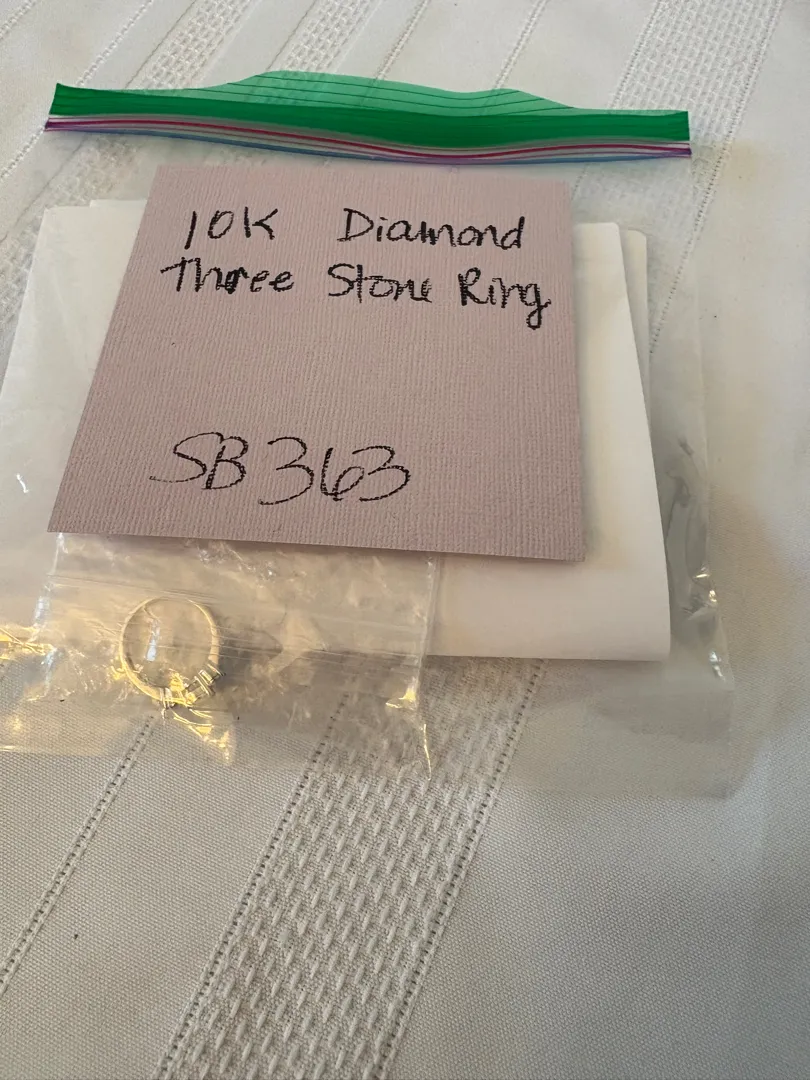 10K Diamond
Three Stone Ring
SB363